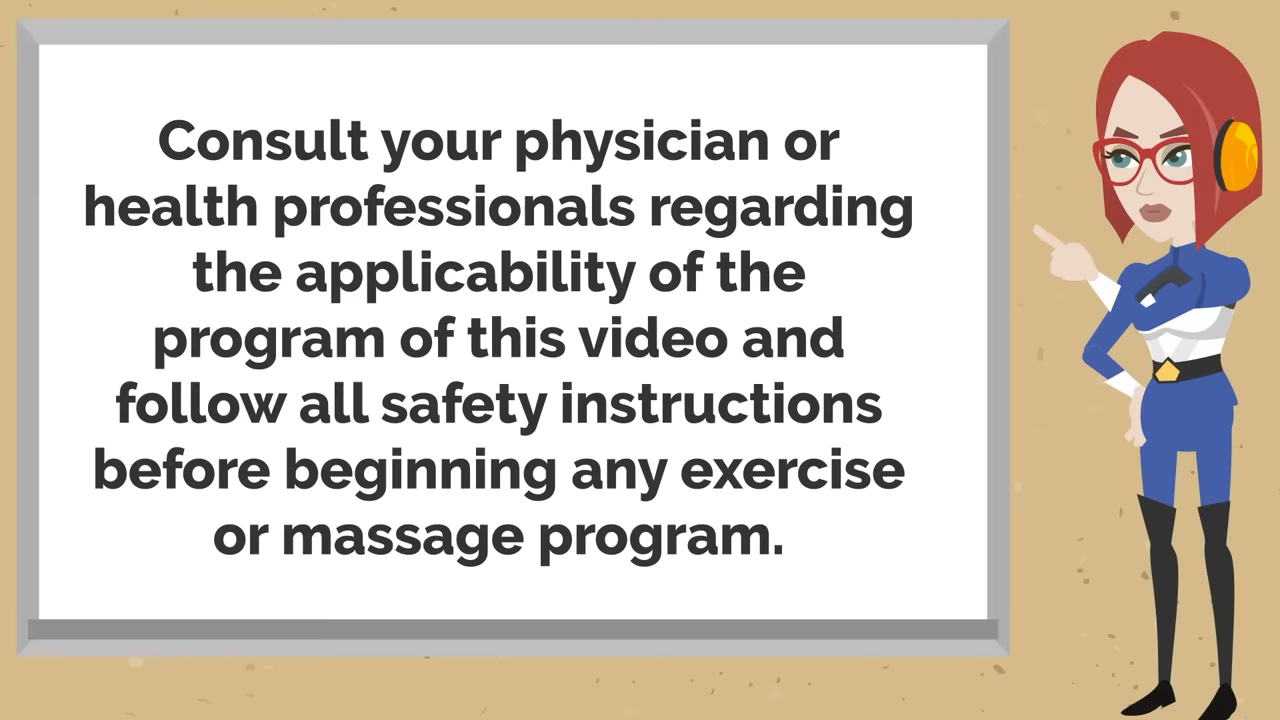 Consult your physician or
health professionals regarding
the applicability of the
program of this video and
follow all safety instructions
before beginning any exercise
or massage program.